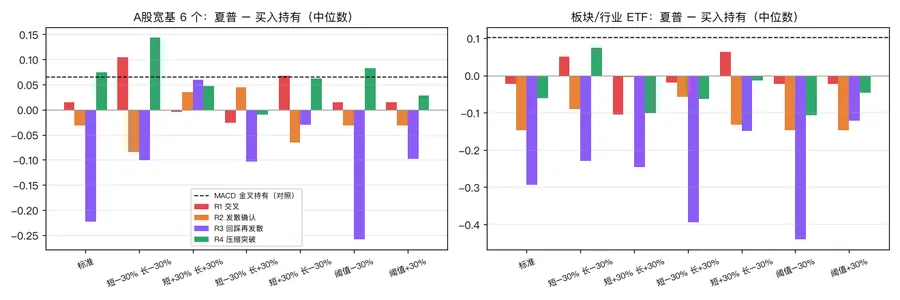 A股宽基 6 个：夏普 − 买入持有（中位数）
0.15
0.10
0.05
0.00
−0.05
−0.10
−0.15
−0.20
−0.25
MACD 金叉持有（对照）
R1 交叉
R2 发散确认
R3 回踩再发散
R4 压缩突破
标准
短−30% 长−30%
短+30% 长+30%
短−30% 长+30%
短+30% 长−30%
阈值−30%
阈值+30%
板块/行业 ETF：夏普 − 买入持有（中位数）
0.1
0.0
−0.1
−0.2
−0.3
−0.4
标准
短−30% 长−30%
短+30% 长+30%
短−30% 长+30%
短+30% 长−30%
阈值−30%
阈值+30%